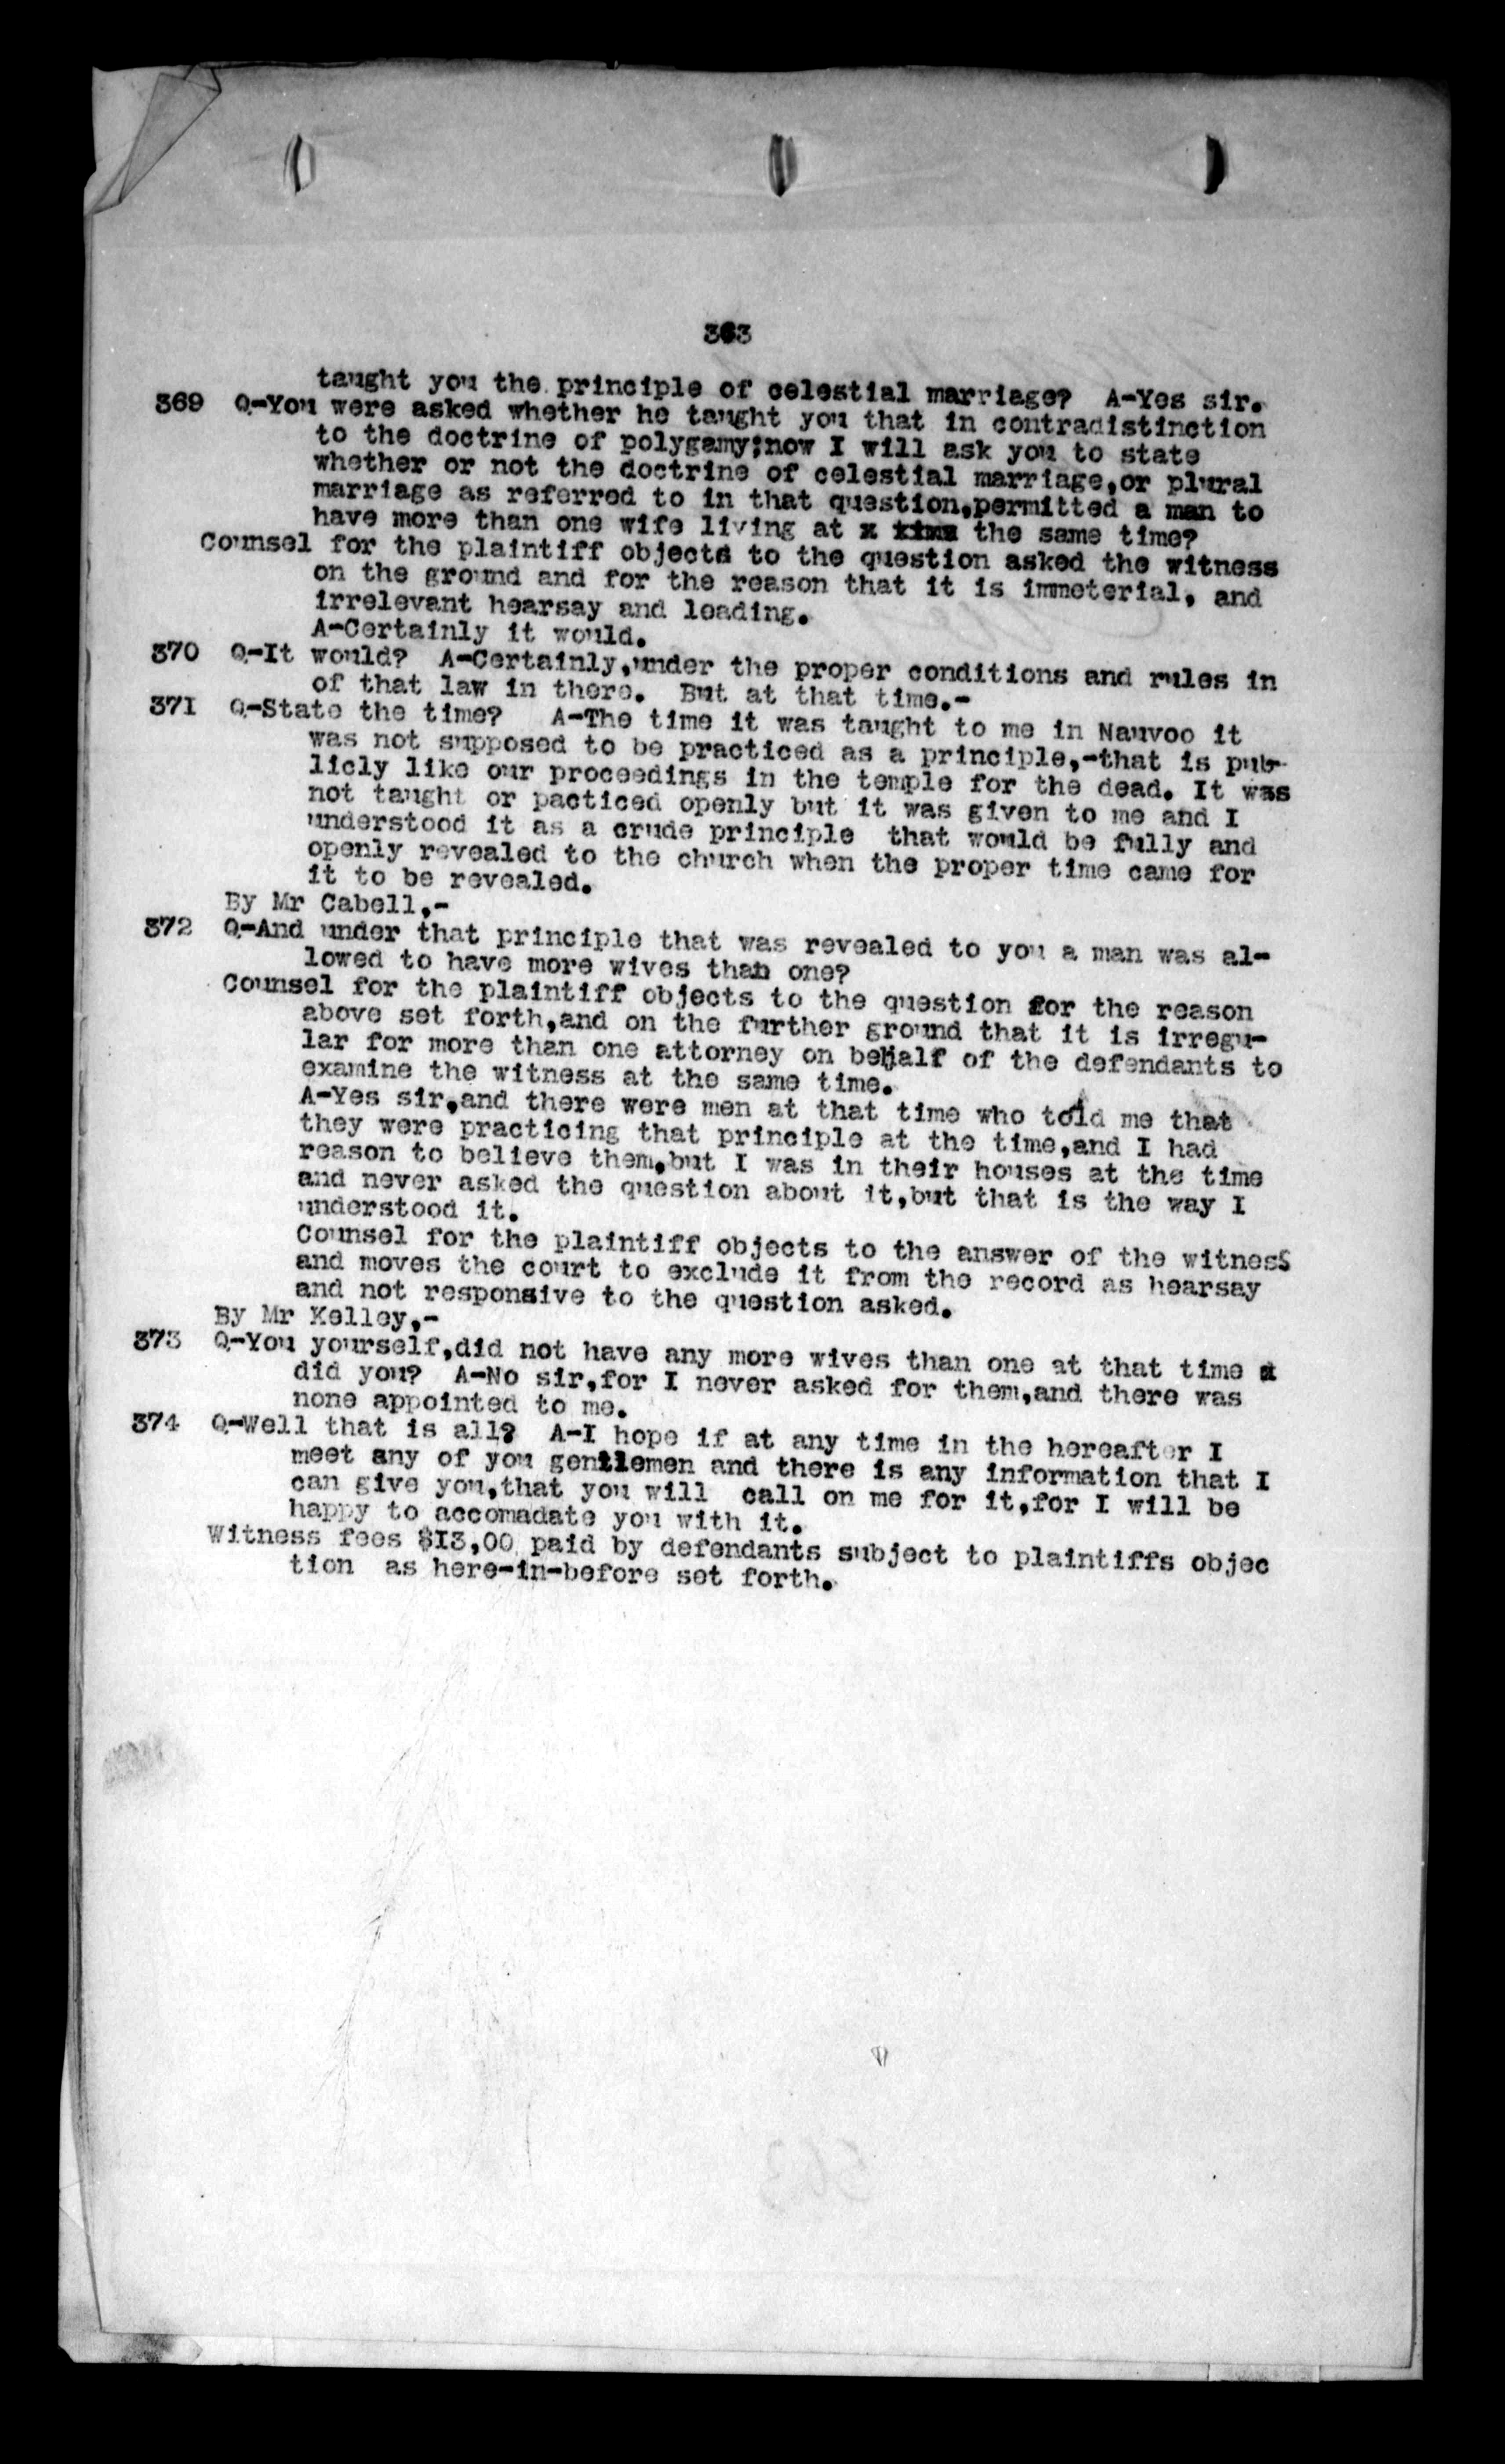 363
taught you the principle of celestial marriage? A-Yes sir.
369 Q-You were asked whether he taught you that in contradistinction
to the doctrine of polygamy;now I will ask you to state
whether or not the doctrine of celestial marriage,or plural
marriage as referred to in that question,permitted a man to
have more than one wife living at x xxxx the same time?
Counsel for the plaintiff objects to the question asked the witness
on the ground and for the reason that it is immeterial, and
irrelevant hearsay and leading.
A-Certainly it would.
370 Q-It would? A-Certainly,under the proper conditions and rules in
of that law in there. But at that time.-
371 Q-State the time? A-The time it was taught to me in Nauvoo it
was not supposed to be practiced as a principle,-that is pub-
licly like our proceedings in the temple for the dead. It was
not taught or pacticed openly but it was given to me and I
understood it as a crude principle that would be fully and
openly revealed to the church when the proper time came for
it to be revealed.
By Mr Cabell,-
372 Q-And under that principle that was revealed to you a man was al-
lowed to have more wives than one?
Counsel for the plaintiff objects to the question for the reason
above set forth,and on the further ground that it is irregu-
lar for more than one attorney on behalf of the defendants to
examine the witness at the same time.
A-Yes sir,and there were men at that time who told me that
they were practicing that principle at the time,and I had
reason to believe them,but I was in their houses at the time
and never asked the question about it,but that is the way I
understood it.
Counsel for the plaintiff objects to the answer of the witness
and moves the court to exclude it from the record as hearsay
and not responsive to the question asked.
By Mr Kelley,-
373 Q-You yourself,did not have any more wives than one at that time
did you? A-No sir,for I never asked for them,and there was
none appointed to me.
374 Q-Well that is all? A-I hope if at any time in the hereafter I
meet any of you gentlemen and there is any information that I
can give you,that you will call on me for it,for I will be
happy to accomadate you with it.
Witness fees $13,00 paid by defendants subject to plaintiffs objec
tion as here-in-before set forth.